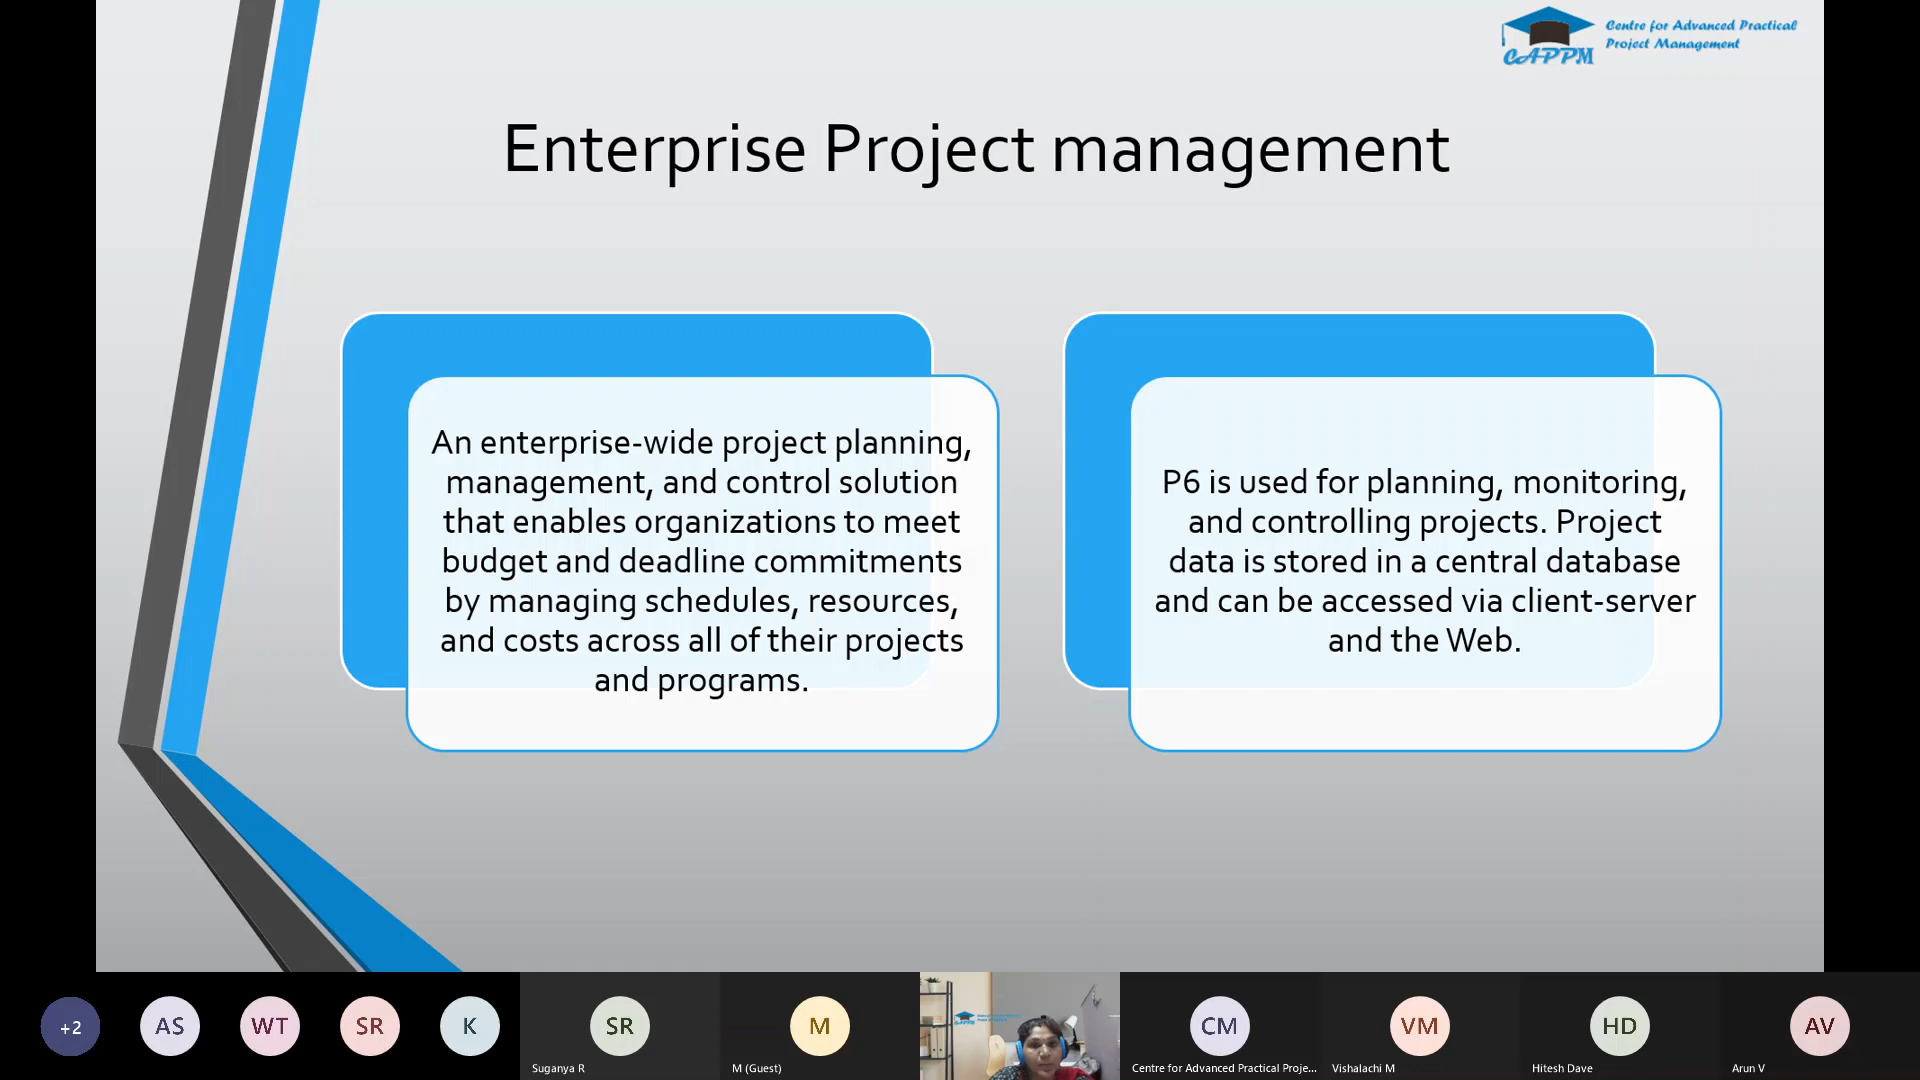 Centre for Advanced Practical
Project Management
CAPPM
Enterprise Project management
An enterprise-wide project planning,
management, and control solution
that enables organizations to meet
budget and deadline commitments
by managing schedules, resources,
and costs across all of their projects
and programs.
P6 is used for planning, monitoring,
and controlling projects. Project
data is stored in a central database
and can be accessed via client-server
and the Web.
+2
AS
WT
SR
K
SR
Suganya R
M
M (Guest)
CM
Centre for Advanced Practical Proje...
VM
Vishalachi M
HD
Hitesh Dave
AV
Arun V